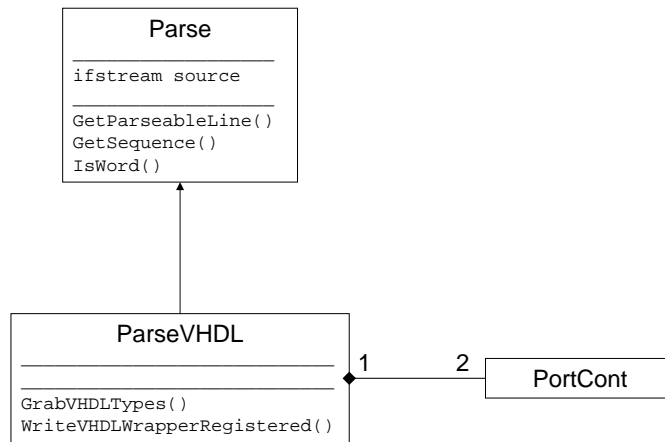 Parse
ifstream source
GetParseableLine()
GetSequence()
IsWord()
ParseVHDL
1
2
PortCont
GrabVHDLTypes()
WriteVHDLWrapperRegistered()